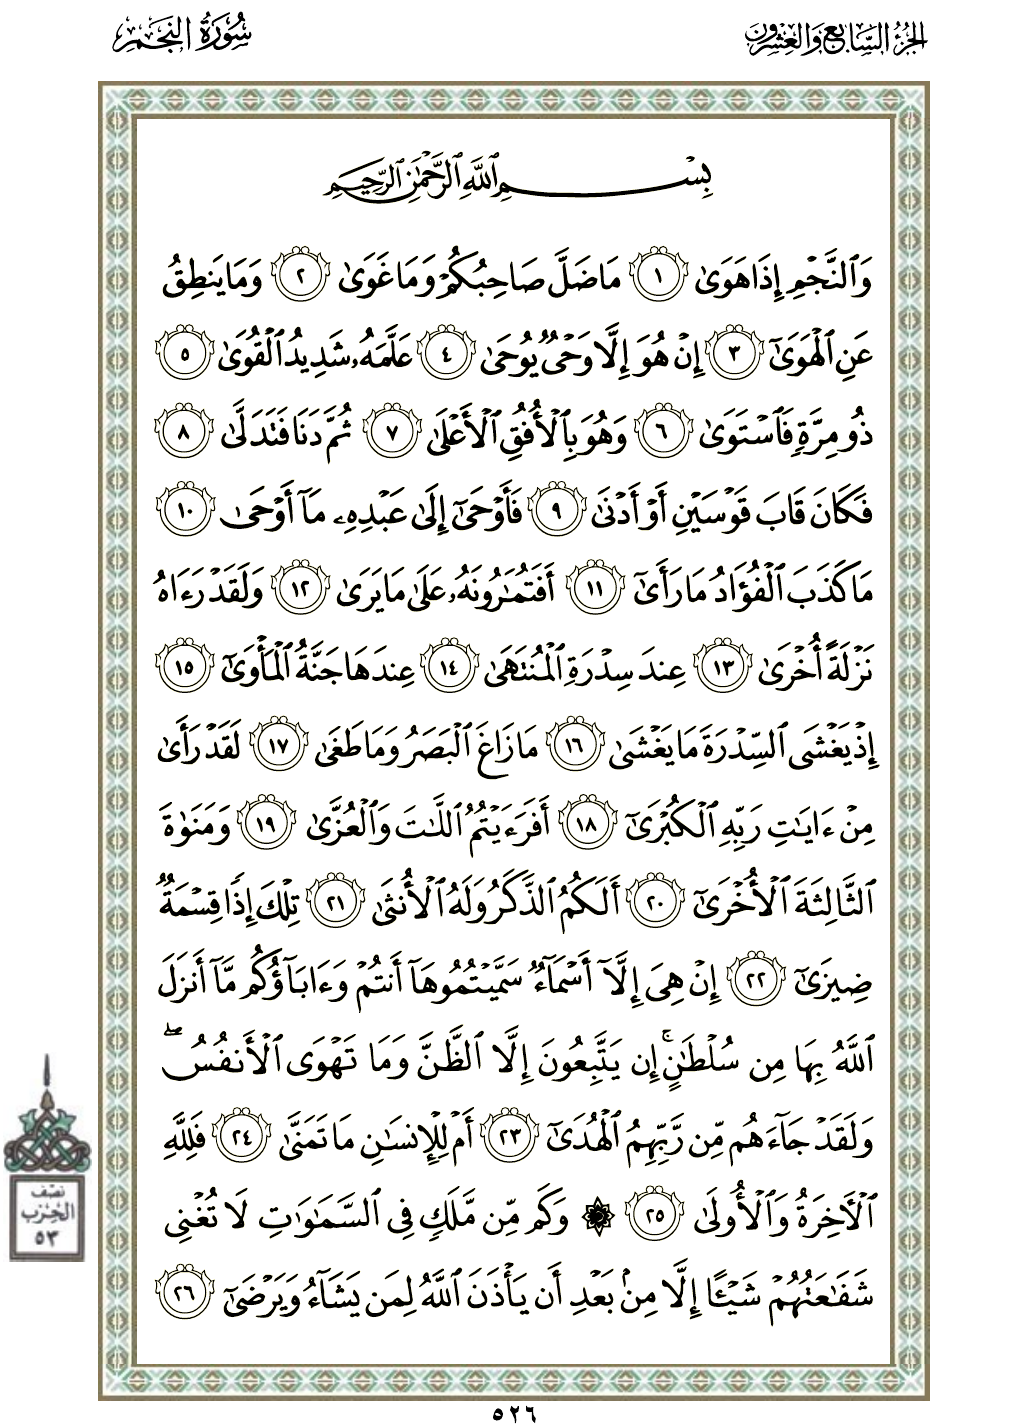 الجزء السابع والعشرون
سورة النجم
بِسْمِ ٱللَّهِ ٱلرَّحْمَٰنِ ٱلرَّحِيمِ
وَٱلنَّجْمِ إِذَا هَوَىٰ ١ مَا ضَلَّ صَاحِبُكُمْ وَمَا غَوَىٰ ٢ وَمَا يَنطِقُ
عَنِ ٱلْهَوَىٰٓ ٣ إِنْ هُوَ إِلَّا وَحْىٌ يُوحَىٰ ٤ عَلَّمَهُۥ شَدِيدُ ٱلْقُوَىٰ ٥
ذُو مِرَّةٍ فَٱسْتَوَىٰ ٦ وَهُوَ بِٱلْأُفُقِ ٱلْأَعْلَىٰ ٧ ثُمَّ دَنَا فَتَدَلَّىٰ ٨
فَكَانَ قَابَ قَوْسَيْنِ أَوْ أَدْنَىٰ ٩ فَأَوْحَىٰٓ إِلَىٰ عَبْدِهِۦ مَآ أَوْحَىٰ ١٠
مَا كَذَبَ ٱلْفُؤَادُ مَا رَأَىٰٓ ١١ أَفَتُمَٰرُونَهُۥ عَلَىٰ مَا يَرَىٰ ١٢ وَلَقَدْ رَءَاهُ
نَزْلَةً أُخْرَىٰ ١٣ عِندَ سِدْرَةِ ٱلْمُنتَهَىٰ ١٤ عِندَهَا جَنَّةُ ٱلْمَأْوَىٰٓ ١٥
إِذْ يَغْشَى ٱلسِّدْرَةَ مَا يَغْشَىٰ ١٦ مَا زَاغَ ٱلْبَصَرُ وَمَا طَغَىٰ ١٧ لَقَدْ رَأَىٰ
مِنْ ءَايَٰتِ رَبِّهِ ٱلْكُبْرَىٰٓ ١٨ أَفَرَءَيْتُمُ ٱللَّٰتَ وَٱلْعُزَّىٰ ١٩ وَمَنَوٰةَ
ٱلثَّالِثَةَ ٱلْأُخْرَىٰٓ ٢٠ أَلَكُمُ ٱلذَّكَرُ وَلَهُ ٱلْأُنثَىٰ ٢١ تِلْكَ إِذًا قِسْمَةٌ
ضِيزَىٰٓ ٢٢ إِنْ هِىَ إِلَّآ أَسْمَآءٌ سَمَّيْتُمُوهَآ أَنتُمْ وَءَابَآؤُكُم مَّآ أَنزَلَ
ٱللَّهُ بِهَا مِن سُلْطَٰنٍ ۚ إِن يَتَّبِعُونَ إِلَّا ٱلظَّنَّ وَمَا تَهْوَى ٱلْأَنفُسُ ۖ
وَلَقَدْ جَآءَهُم مِّن رَّبِّهِمُ ٱلْهُدَىٰٓ ٢٣ أَمْ لِلْإِنسَٰنِ مَا تَمَنَّىٰ ٢٤ فَلِلَّهِ
ٱلْءَاخِرَةُ وَٱلْأُولَىٰ ٢٥ ۞ وَكَم مِّن مَّلَكٍ فِى ٱلسَّمَٰوَٰتِ لَا تُغْنِى
شَفَٰعَتُهُمْ شَيْـًٔا إِلَّا مِنۢ بَعْدِ أَن يَأْذَنَ ٱللَّهُ لِمَن يَشَآءُ وَيَرْضَىٰٓ ٢٦
نصف
الحزب
٥٣
٥٢٦